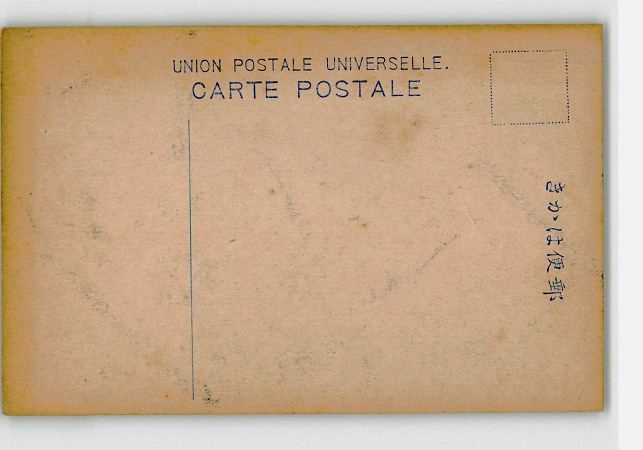 UNION POSTALE UNIVERSELLE.
CARTE POSTALE
きかは便郵